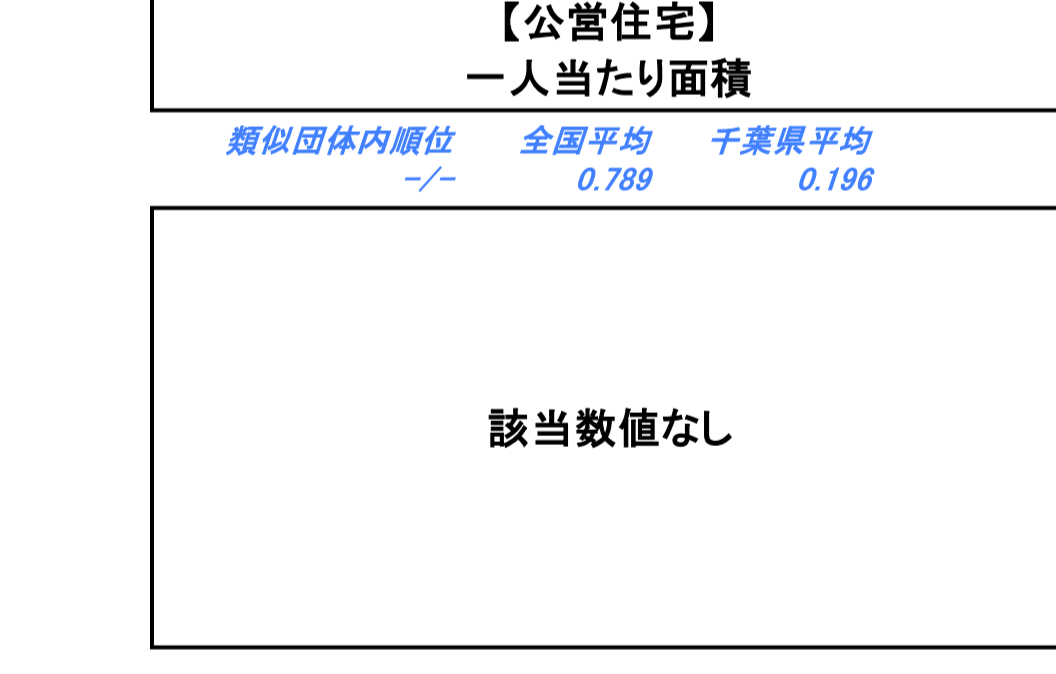 【公営住宅】
一人当たり面積
類似団体内順位 全国平均 千葉県平均
-/- 0.789 0.196
該当数値なし